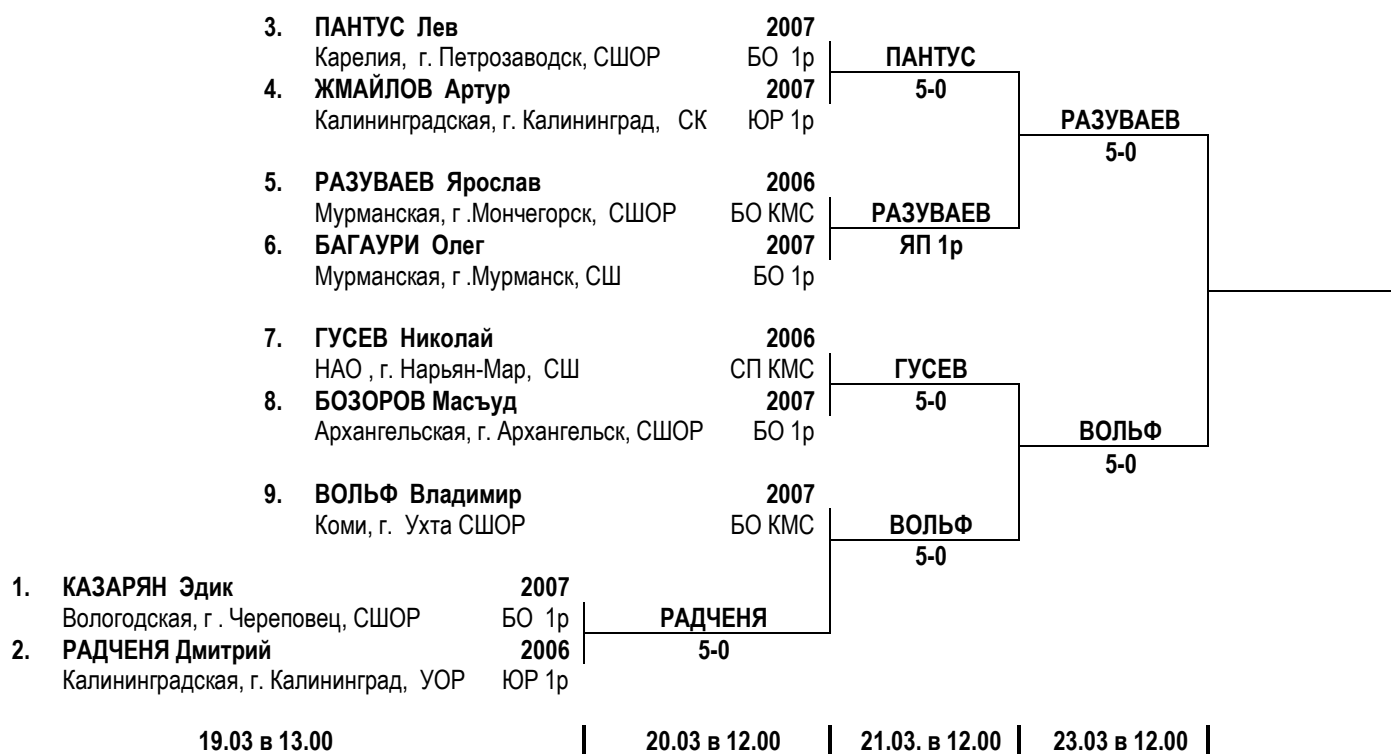 3. ПАНТУС Лев 2007
Карелия, г. Петрозаводск, СШОР БО 1р ПАНТУС
4. ЖМАЙЛОВ Артур 2007 5-0
Калининградская, г. Калининград, СК ЮР 1р РАЗУВАЕВ
5-0
5. РАЗУВАЕВ Ярослав 2006
Мурманская, г .Мончегорск, СШОР БО КМС РАЗУВАЕВ
6. БАГАУРИ Олег 2007 ЯП 1р
Мурманская, г .Мурманск, СШ БО 1р
7. ГУСЕВ Николай 2006
НАО , г. Нарьян-Мар, СШ СП КМС ГУСЕВ
8. БОЗОРОВ Масъуд 2007 5-0
Архангельская, г. Архангельск, СШОР БО 1р ВОЛЬФ
5-0
9. ВОЛЬФ Владимир 2007
Коми, г. Ухта СШОР БО КМС ВОЛЬФ
5-0
1. КАЗАРЯН Эдик 2007
Вологодская, г . Череповец, СШОР БО 1р РАДЧЕНЯ
2. РАДЧЕНЯ Дмитрий 2006 5-0
Калининградская, г. Калининград, УОР ЮР 1р
19.03 в 13.00 20.03 в 12.00 21.03. в 12.00 23.03 в 12.00